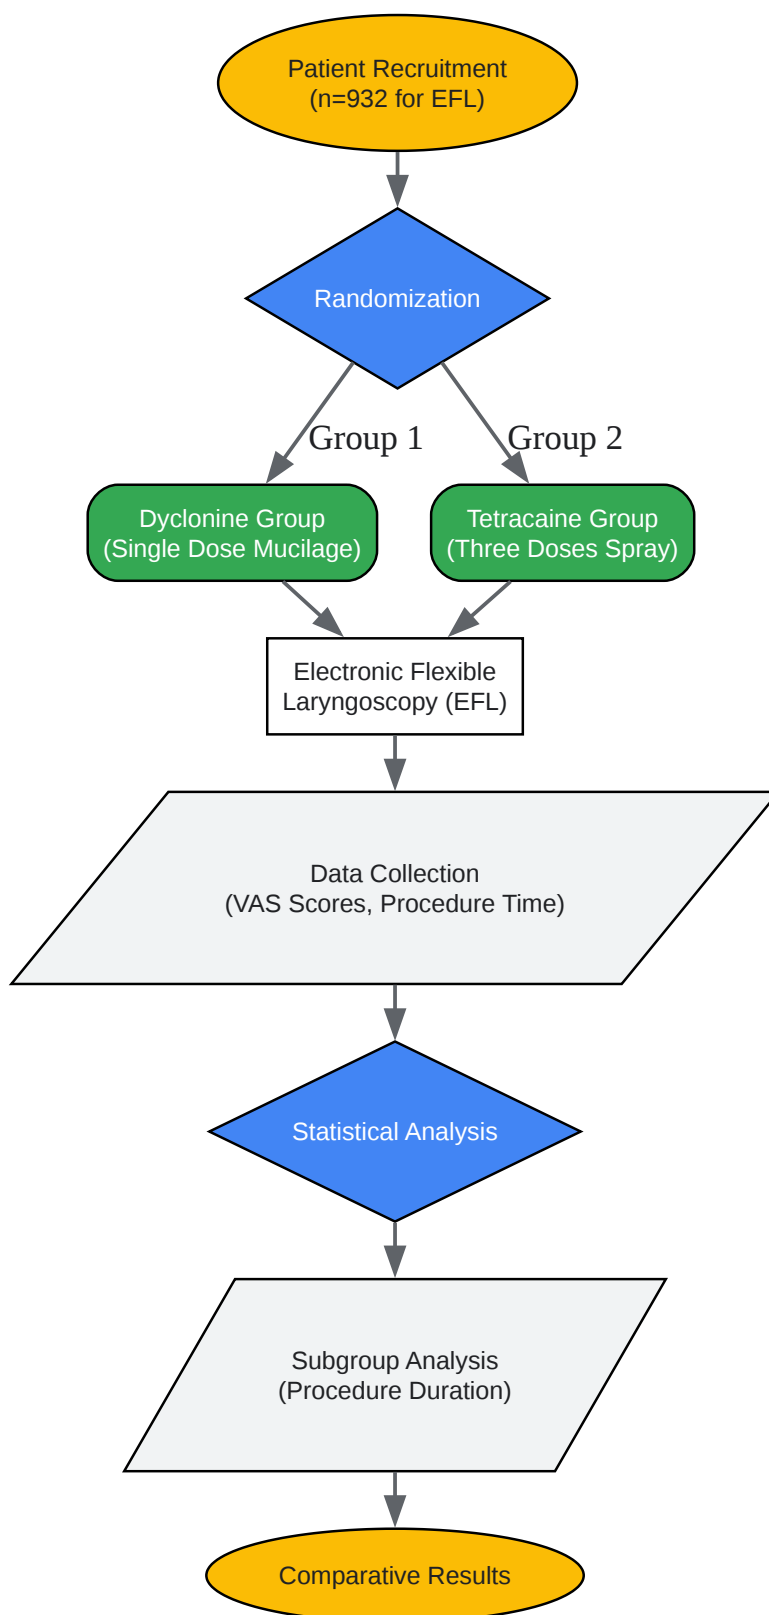 Patient Recruitment
(n=932 for EFL)
Randomization
Group 1
Group 2
Dyclonine Group
(Single Dose Mucilage)
Tetracaine Group
(Three Doses Spray)
Electronic Flexible
Laryngoscopy (EFL)
Data Collection
(VAS Scores, Procedure Time)
Statistical Analysis
Subgroup Analysis
(Procedure Duration)
Comparative Results